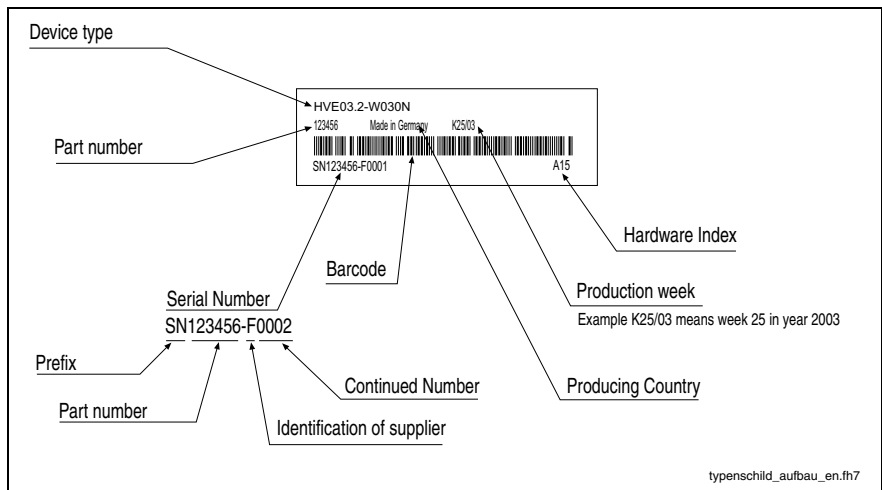 Device type
HVE03.2-W030N
123456 Made in Germany K25/03
Part number
SN123456-F0001 A15
Hardware Index
Barcode
Serial Number
Production week
SN123456-F0002
Example K25/03 means week 25 in year 2003
Prefix
Continued Number
Producing Country
Part number
Identification of supplier
typenschild_aufbau_en.fh7